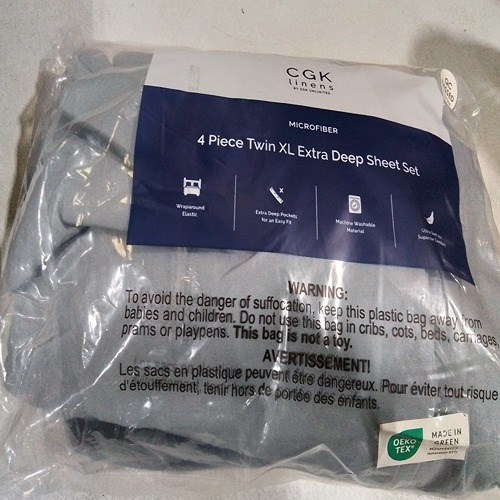 CGK
linens
BY CGK UNLIMITED
MICROFIBER
4 Piece Twin XL Extra Deep Sheet Set
Wraparound
Elastic
Extra Deep Pockets
for an Easy Fit
Machine Washable
Material
WARNING:
To avoid the danger of suffocation, keep this plastic bag away from
babies and children. Do not use this bag in cribs, cots, beds, carriages,
prams or playpens. This bag is not a toy.
AVERTISSEMENT!
Les sacs en plastique peuvent être dangereux. Pour éviter tout risque
d'étouffement, tenir hors de portée des enfants.
OEKO
TEX®
MADE IN
GREEN